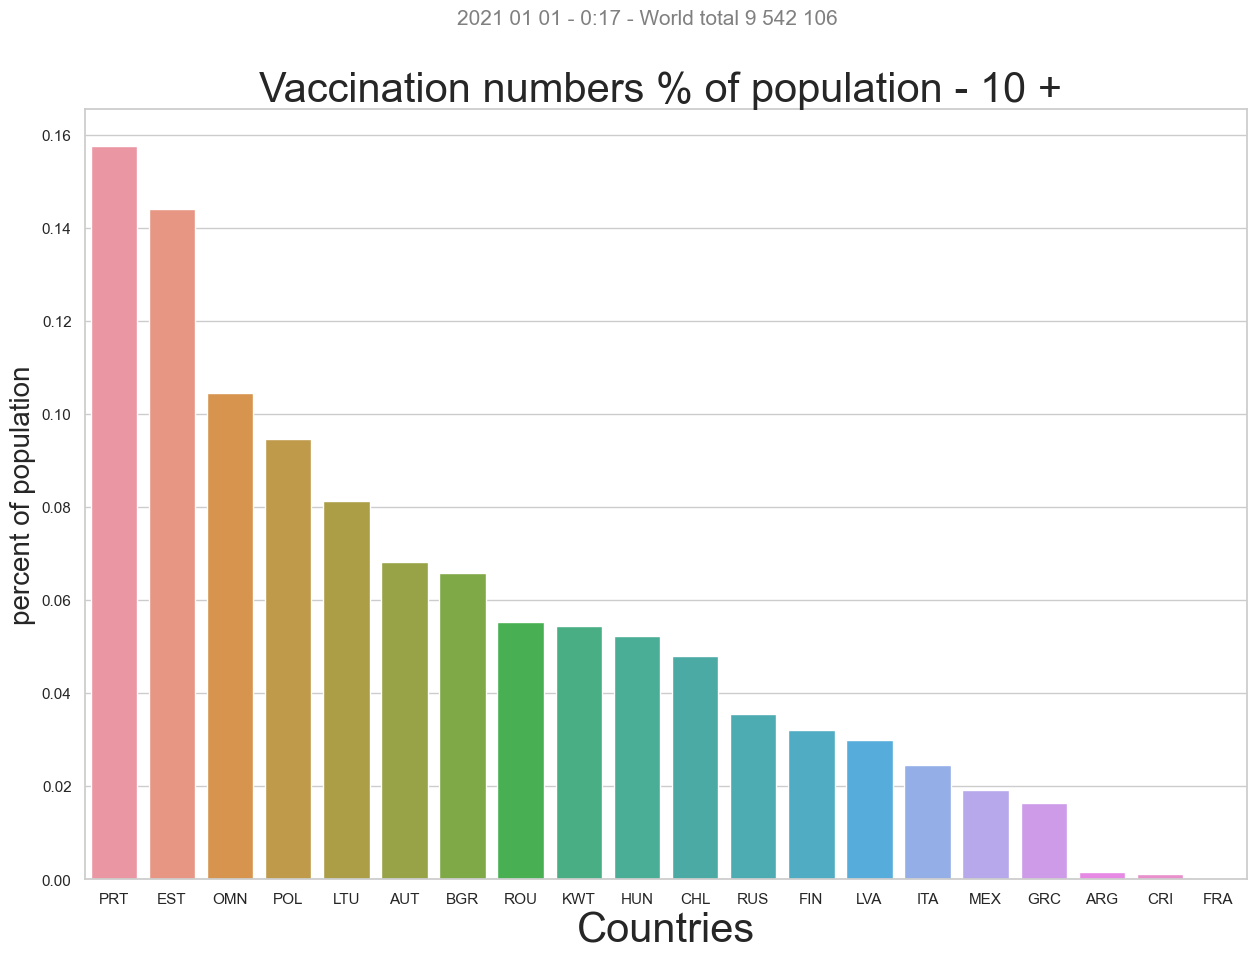 2021 01 01 - 0:17 - World total 9 542 106
Vaccination numbers % of population - 10 +
percent of population
0.16
0.14
0.12
0.10
0.08
0.06
0.04
0.02
0.00
PRT EST OMN POL LTU AUT BGR ROU KWT HUN CHL RUS FIN LVA ITA MEX GRC ARG CRI FRA
Countries